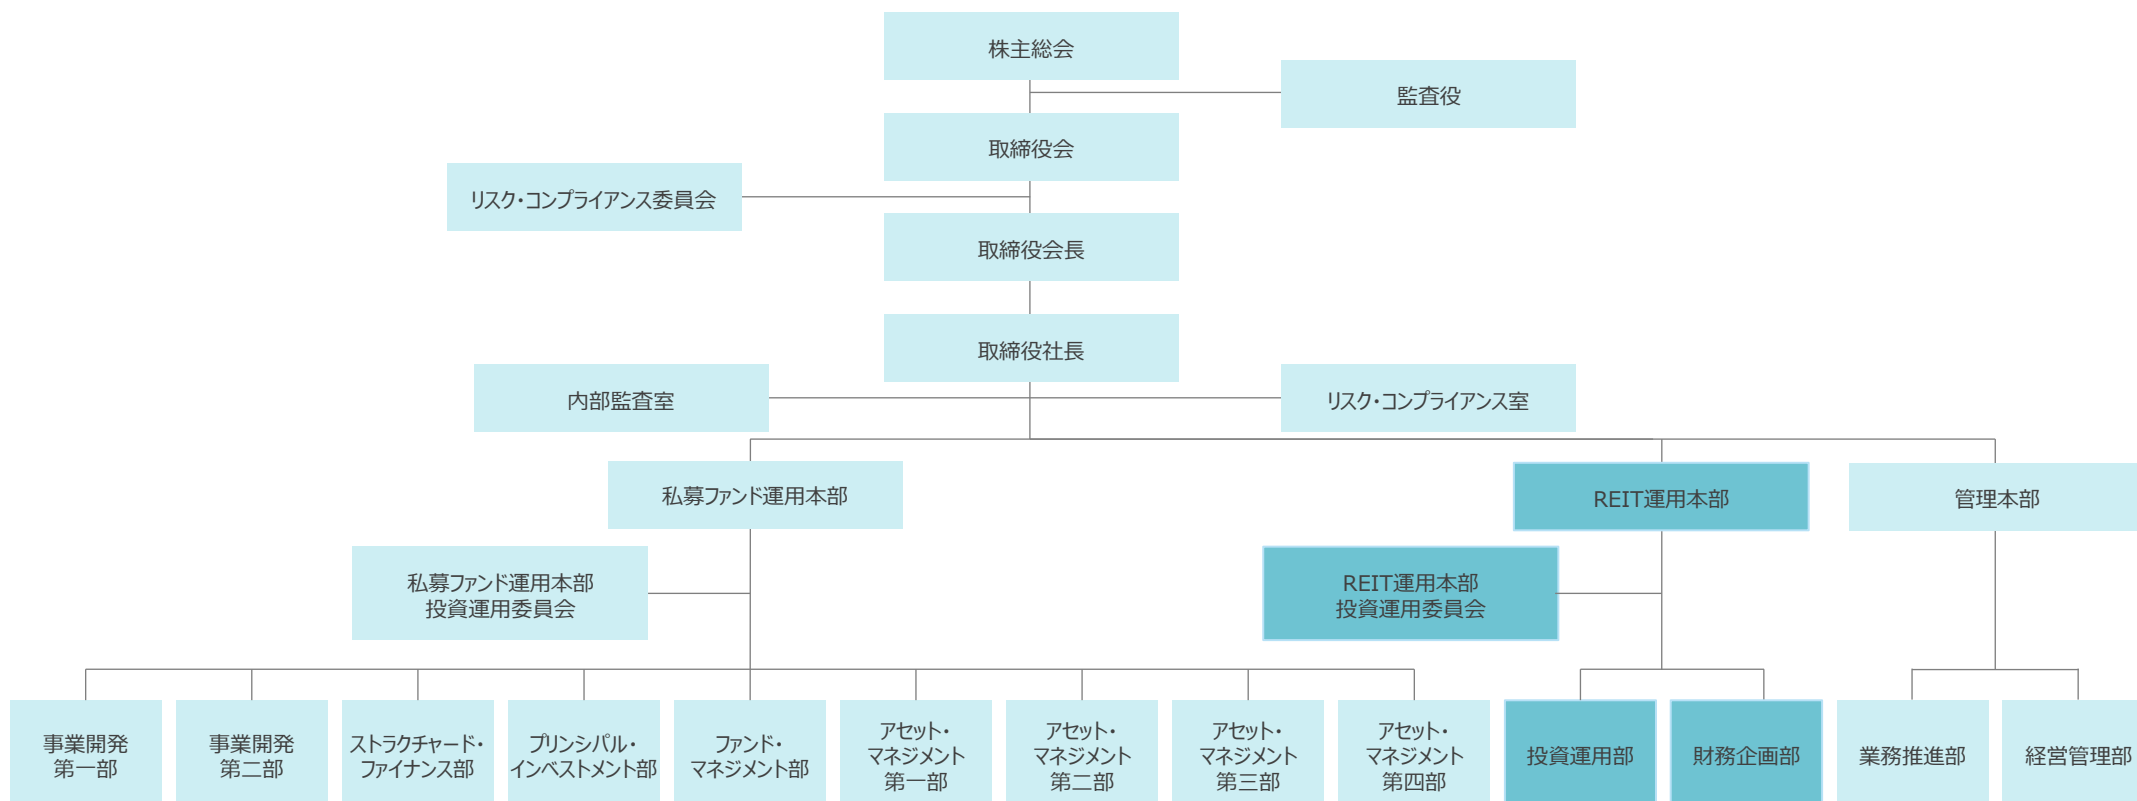 株主総会
監査役
取締役会
リスク・コンプライアンス委員会
取締役会長
取締役社長
内部監査室
リスク・コンプライアンス室
私募ファンド運用本部
REIT運用本部
管理本部
私募ファンド運用本部
投資運用委員会
REIT運用本部
投資運用委員会
事業開発
第一部
事業開発
第二部
ストラクチャード・
ファイナンス部
プリンシパル・
インベストメント部
ファンド・
マネジメント部
アセット・
マネジメント
第一部
アセット・
マネジメント
第二部
アセット・
マネジメント
第三部
アセット・
マネジメント
第四部
投資運用部
財務企画部
業務推進部
経営管理部